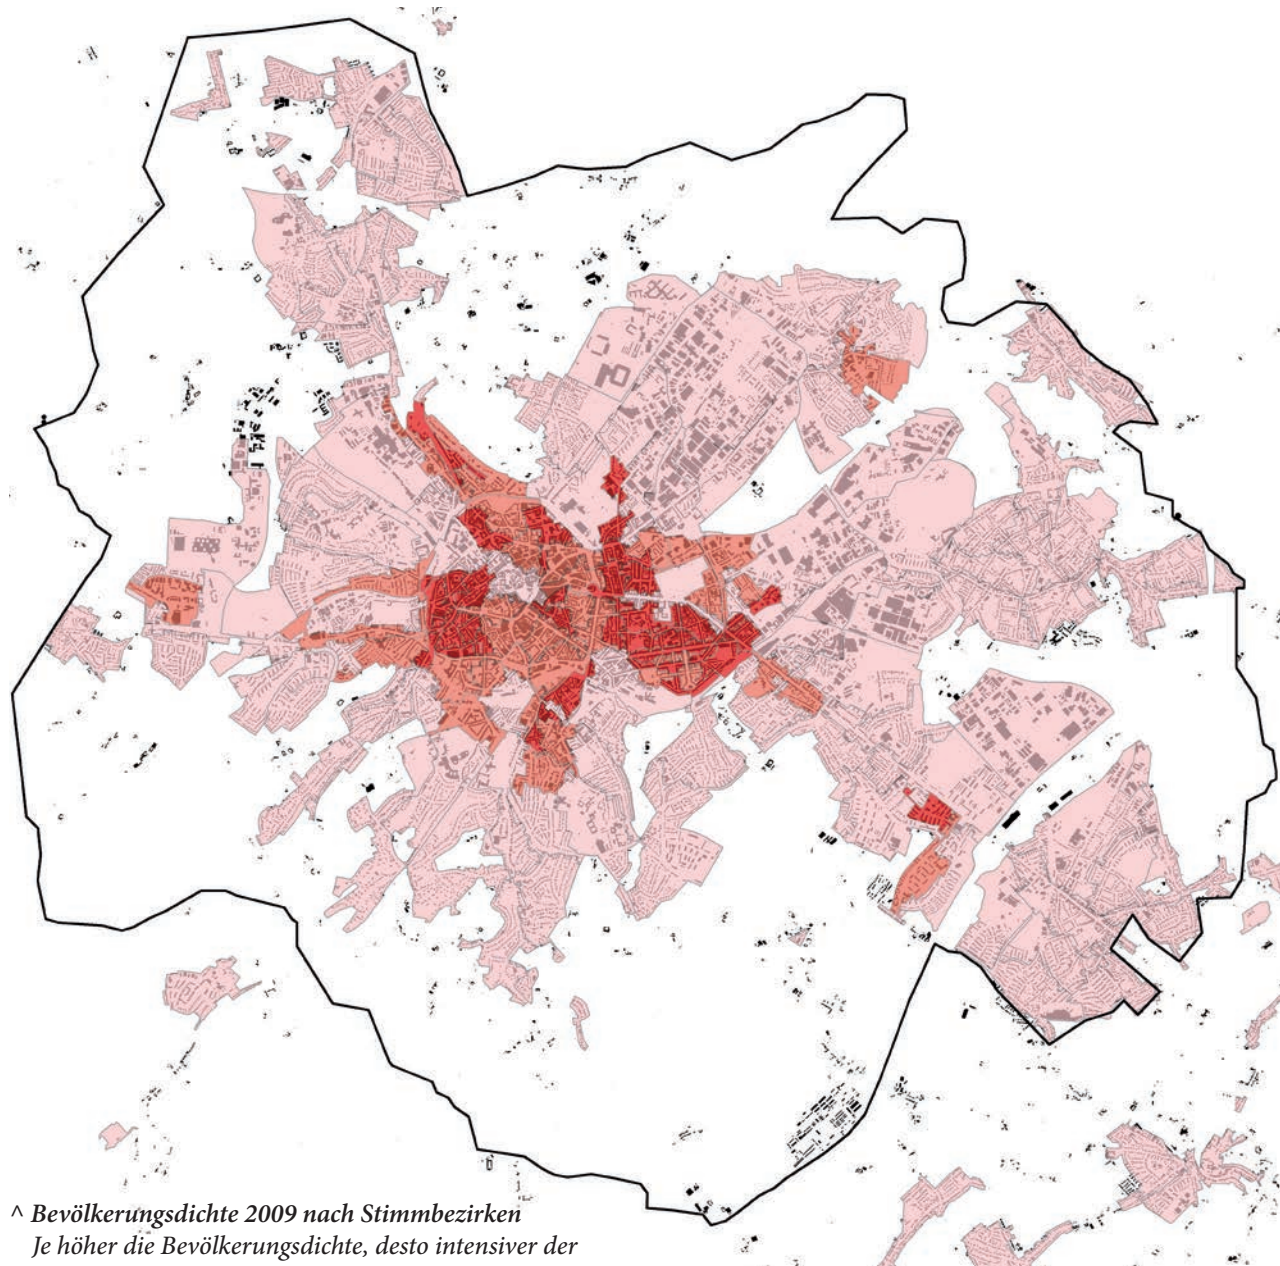 ^ Bevölkerungsdichte 2009 nach Stimmbezirken
Je höher die Bevölkerungsdichte, desto intensiver der